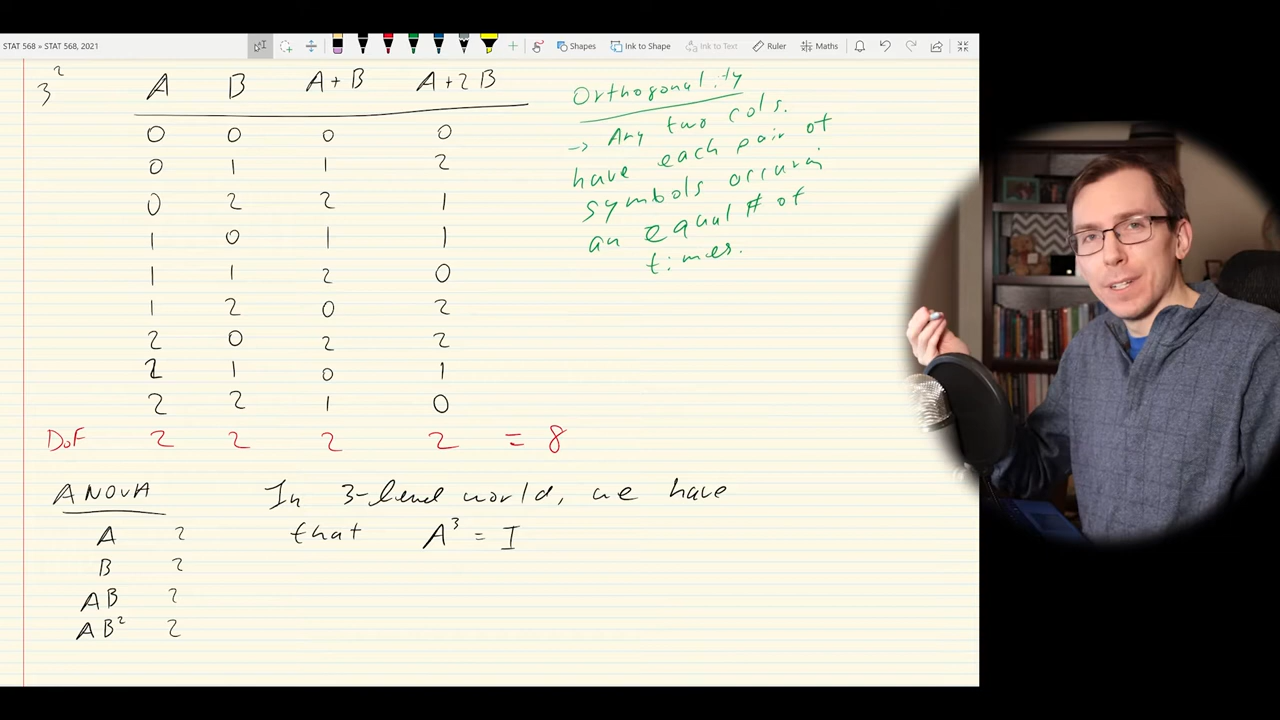 STAT 568 » STAT 568, 2021
Shapes Ink to Shape Ink to Text Ruler Maths
3² A B A+B A+2B
0 0 0 0
0 1 1 2
0 2 2 1
1 0 1 1
1 1 2 0
1 2 0 2
2 0 2 2
2 1 0 1
2 2 1 0
DoF 2 2 2 2 = 8
Orthogonality
→ Any two cols.
have each pair of
symbols occuring
an equal # of
times.
ANOVA
A 2
B 2
AB 2
AB² 2
In 3-level world, we have
that A³ = I